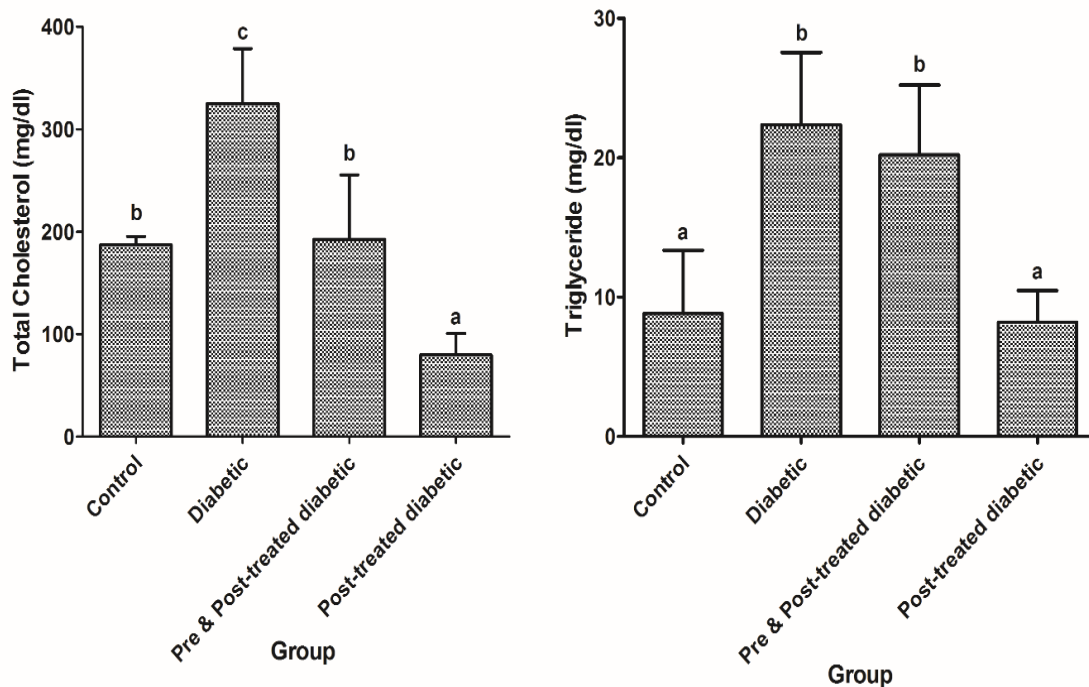 Total Cholesterol (mg/dl)
400
300
200
100
0
b
c
b
a
Control
Diabetic
Pre & Post-treated diabetic
Post-treated diabetic
Group
Triglyceride (mg/dl)
30
20
10
0
a
b
b
a
Control
Diabetic
Pre & Post-treated diabetic
Post-treated diabetic
Group